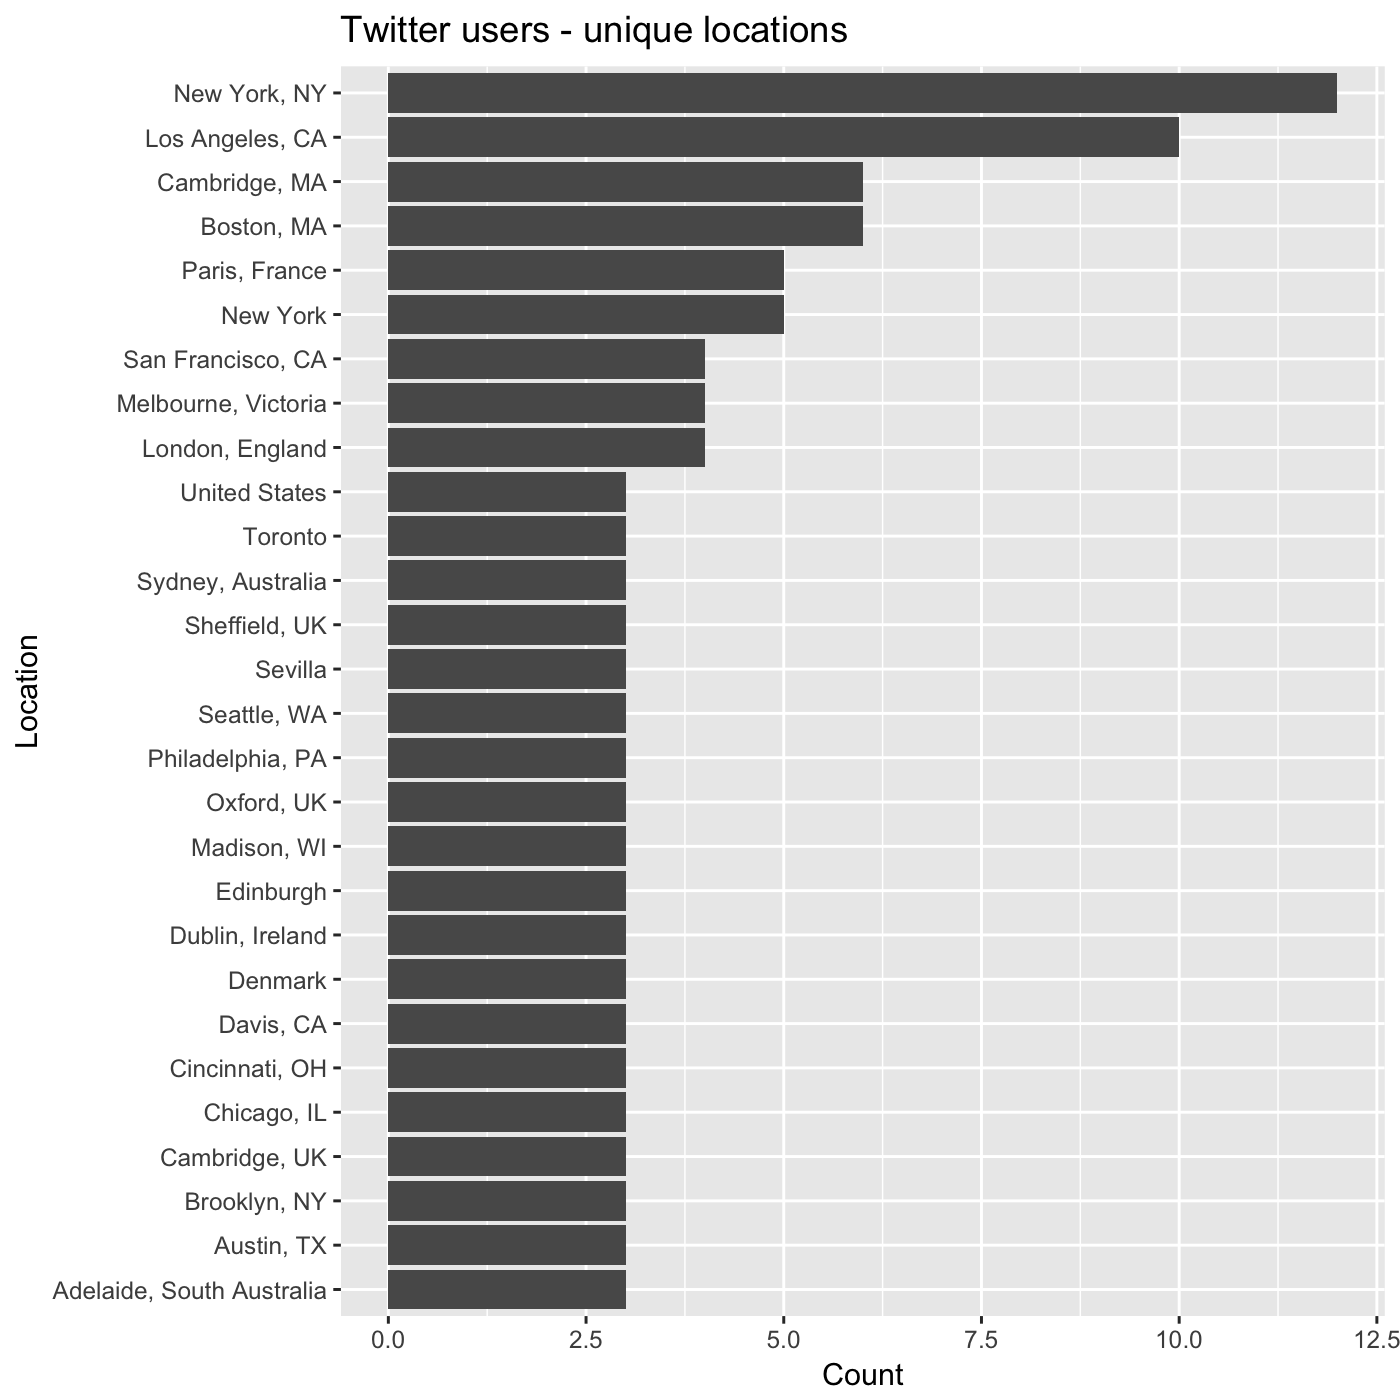 Twitter users - unique locations
New York, NY
Los Angeles, CA
Cambridge, MA
Boston, MA
Paris, France
New York
San Francisco, CA
Melbourne, Victoria
London, England
United States
Toronto
Sydney, Australia
Sheffield, UK
Sevilla
Seattle, WA
Philadelphia, PA
Oxford, UK
Madison, WI
Edinburgh
Dublin, Ireland
Denmark
Davis, CA
Cincinnati, OH
Chicago, IL
Cambridge, UK
Brooklyn, NY
Austin, TX
Adelaide, South Australia
Location
0.0 2.5 5.0 7.5 10.0 12.5
Count